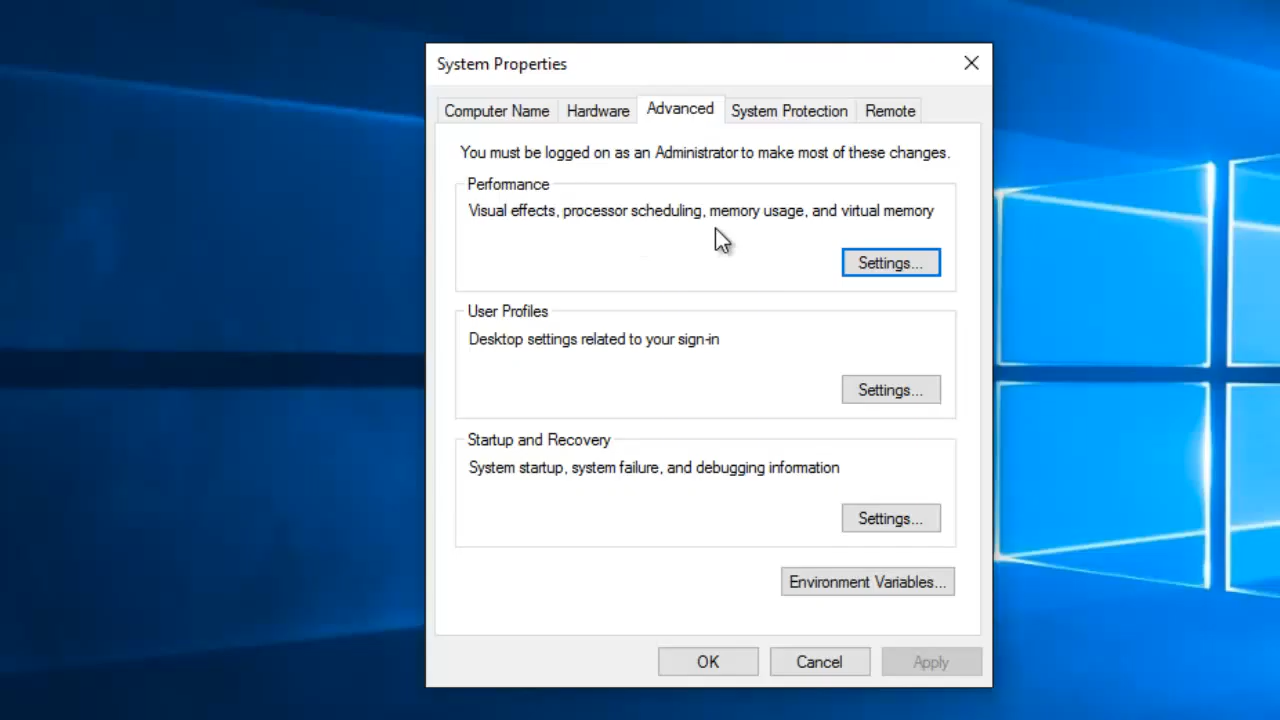 System Properties
Computer Name Hardware Advanced System Protection Remote
You must be logged on as an Administrator to make most of these changes.
Performance
Visual effects, processor scheduling, memory usage, and virtual memory
Settings...
User Profiles
Desktop settings related to your sign-in
Settings...
Startup and Recovery
System startup, system failure, and debugging information
Settings...
Environment Variables...
OK Cancel Apply